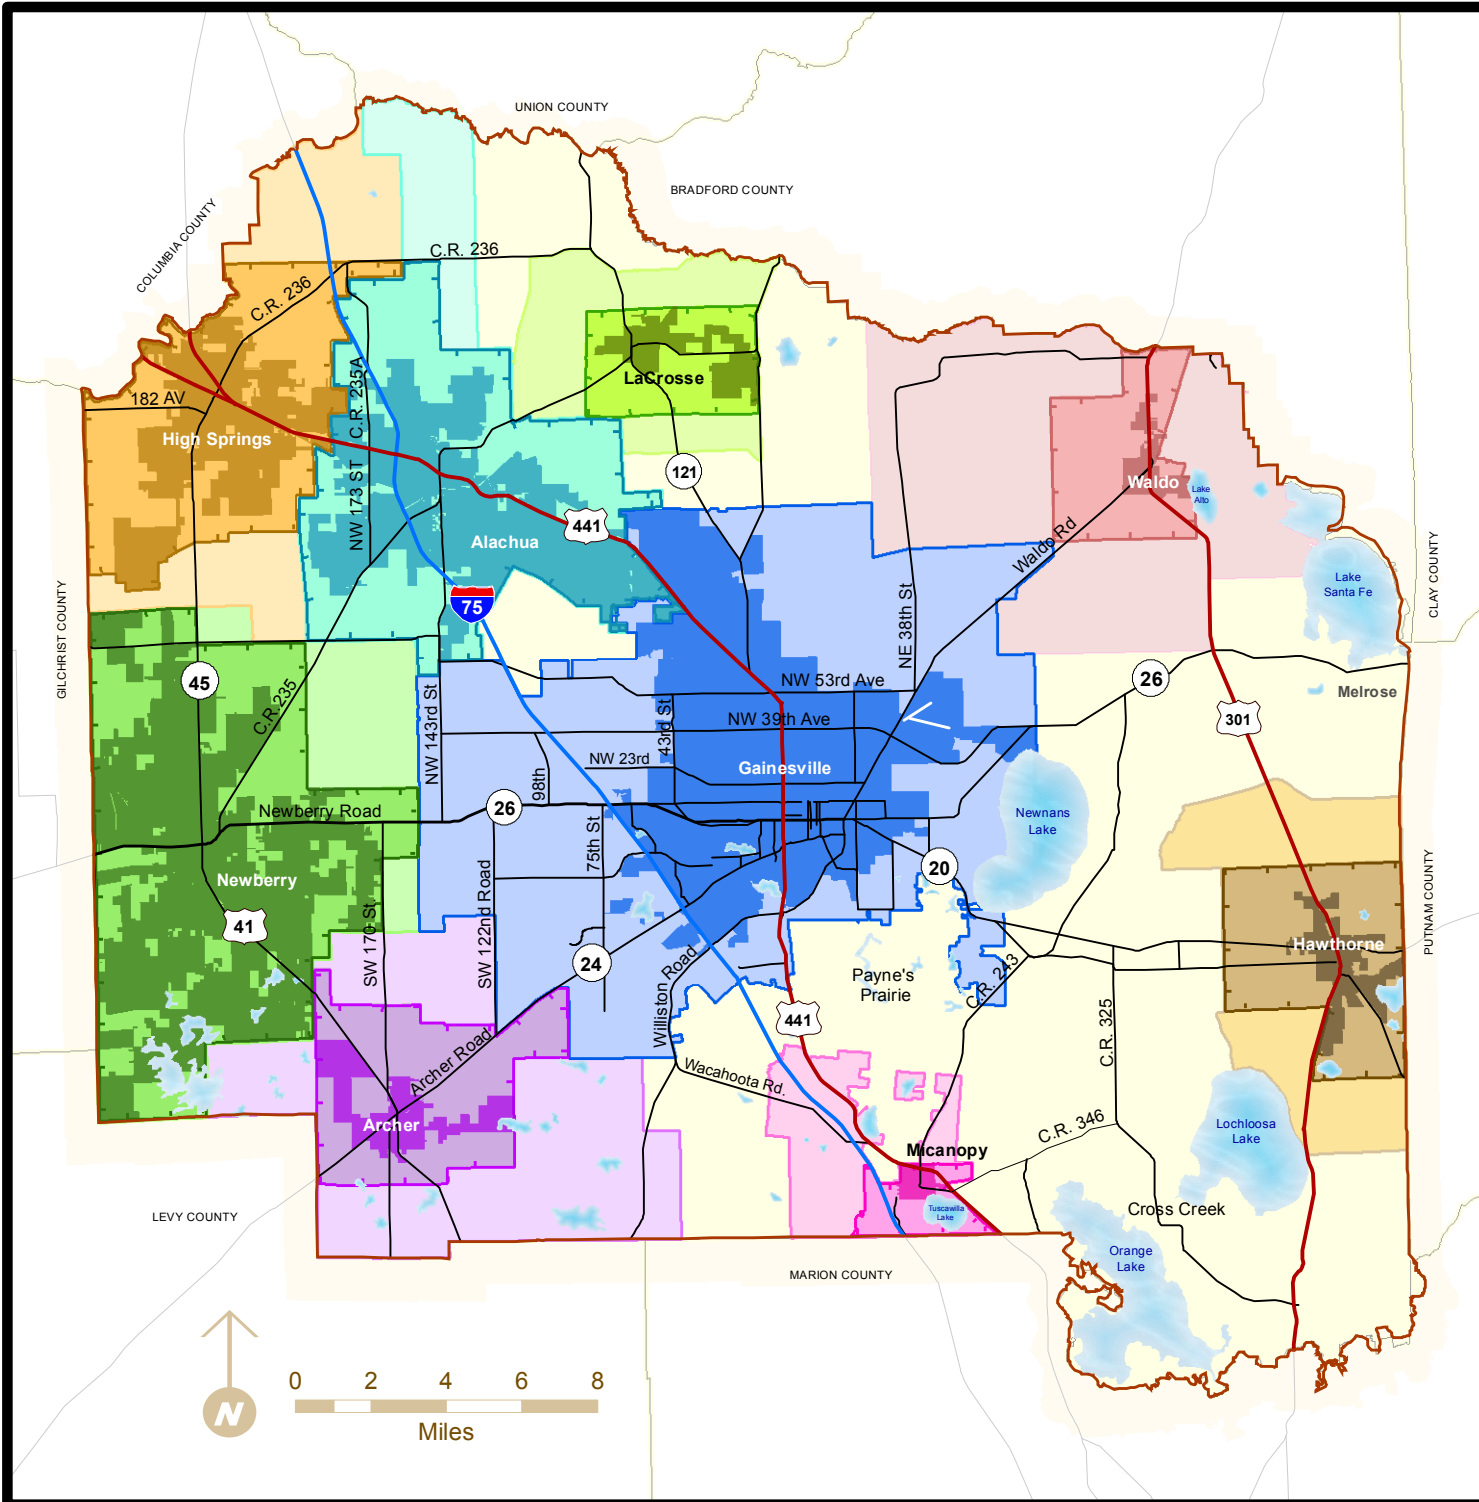 UNION COUNTY
BRADFORD COUNTY
COLUMBIA COUNTY
C.R. 236
C.R. 236
LaCrosse
182 AV
High Springs
NW 173 ST
C.R. 235A
121
Waldo
Lake
Alto
441
Alachua
Waldo Rd
Lake
Santa Fe
CLAY COUNTY
75
GILCHRIST COUNTY
NE 38th St
45
C.R.235
NW 143rd St
NW 53rd Ave
26
Melrose
43rd St
NW 39th Ave
301
NW 23rd
Gainesville
98th
Newberry Road
26
Newnans
Lake
75th St
20
Newberry
SW 122nd Road
SW 170 St.
41
PUTNAM COUNTY
Hawthorne
24
Williston Road
Payne's
Prairie
C.R. 243
441
C.R. 325
Archer Road
Wacahoota Rd.
Archer
C.R. 346
Lochloosa
Lake
Micanopy
Tuscawilla
Lake
Cross Creek
LEVY COUNTY
Orange
Lake
MARION COUNTY
0 2 4 6 8
Miles
N